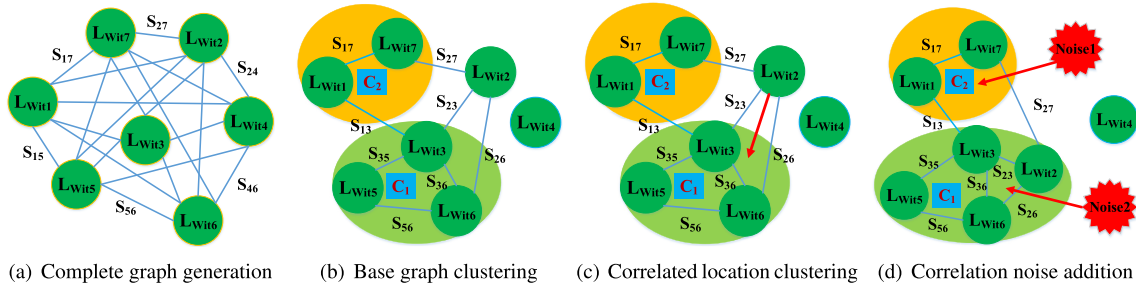 S17
S27
LWit7
LWit2
S24
LWit1
LWit3
LWit4
S15
LWit5
S46
S56
LWit6
(a) Complete graph generation
S17
LWit7
S27
LWit1
C2
LWit2
S23
LWit4
S13
LWit3
S26
S35
S36
LWit5
C1
LWit6
S56
(b) Base graph clustering
S17
LWit7
S27
LWit1
C2
LWit2
S23
LWit4
S13
LWit3
S26
S35
S36
LWit5
C1
LWit6
S56
(c) Correlated location clustering
S17
LWit7
Noise1
LWit1
C2
S27
LWit4
S13
LWit3
S35
S23
LWit2
S36
LWit5
C1
S26
Noise2
S56
LWit6
(d) Correlation noise addition